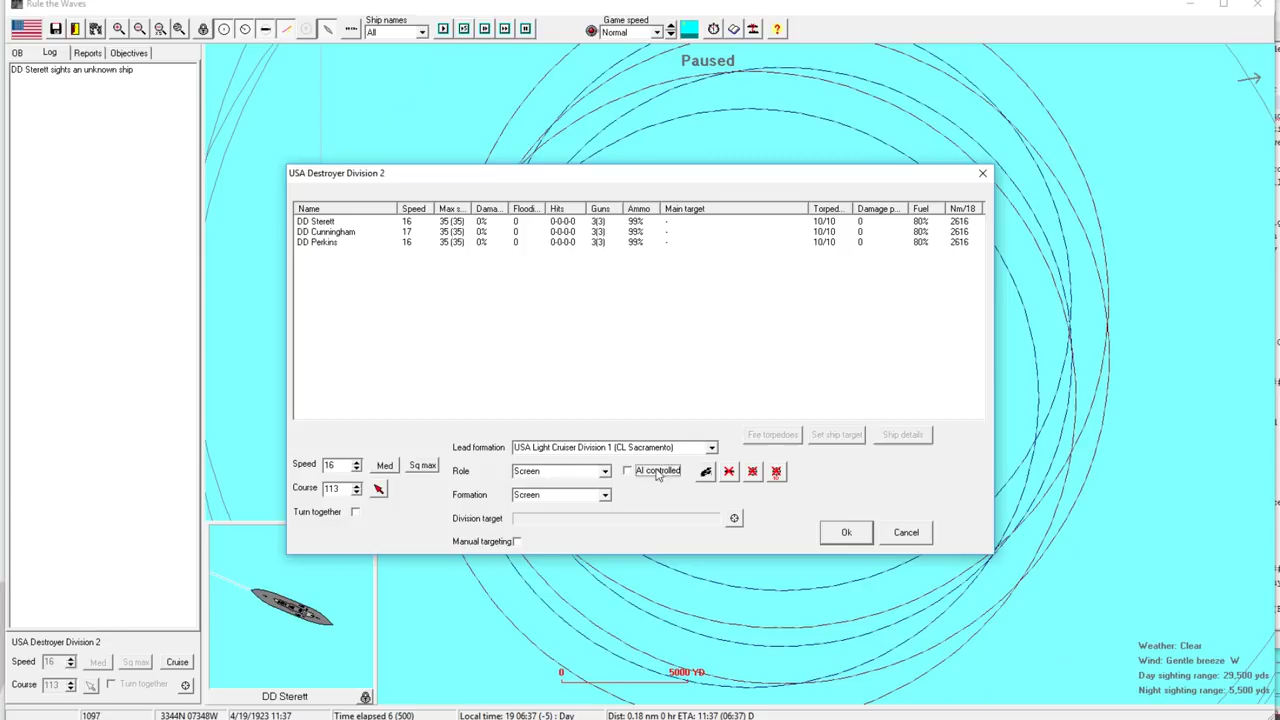 Rule the Waves
Ship names
All
Game speed
Normal
OB Log Reports Objectives
DD Sterett sights an unknown ship
Paused
USA Destroyer Division 2
Name Speed Max s... Dama... Floodi... Hits Guns Ammo Main target Torped... Damage p... Fuel Nm/18
DD Sterett 16 35 (35) 0% 0 0-0-0-0 3(3) 99% - 10/10 0 80% 2616
DD Cunningham 17 35 (35) 0% 0 0-0-0-0 3(3) 99% - 10/10 0 80% 2616
DD Perkins 16 35 (35) 0% 0 0-0-0-0 3(3) 99% - 10/10 0 80% 2616
Lead formation USA Light Cruiser Division 1 (CL Sacramento)
Fire torpedoes Set ship target Ship details
Speed 16 Med Sq max
Role Screen AI controlled
Course 113
Formation Screen
Turn together
Division target
Manual targeting
Ok Cancel
USA Destroyer Division 2
Speed 16 Med Sq max Cruise
Course 113 Turn together
DD Sterett
0 5000 YD
Weather: Clear
Wind: Gentle breeze W
Day sighting range: 29,500 yds
Night sighting range: 5,500 yds
1097 3344N 07348W 4/19/1923 11:37 Time elapsed 6 (500) Local time: 19 06:37 (-5) : Day Dist: 0.18 nm 0 hr ETA: 11:37 (06:37) D